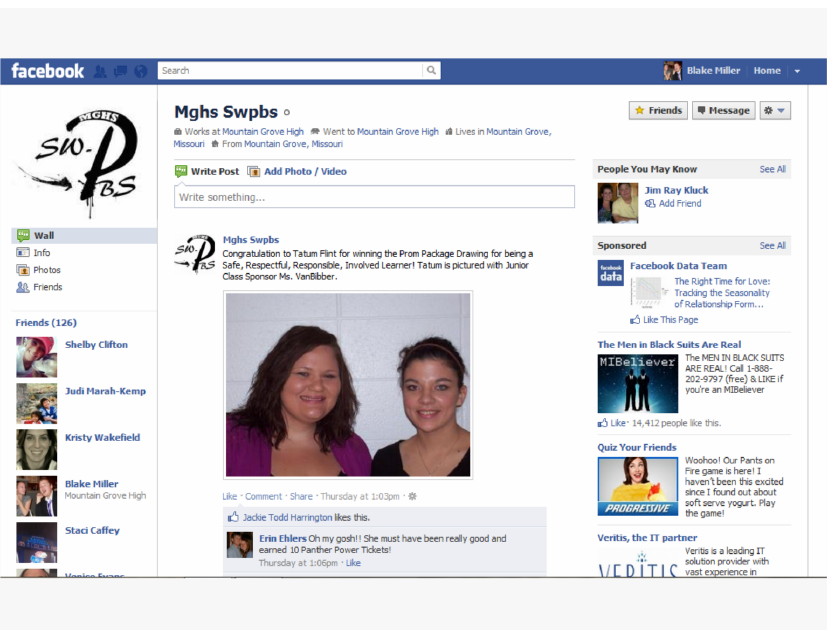 facebook
Search
Blake Miller
Home
MGHS
SW-P
BS
Mghs Swpbs
Works at Mountain Grove High Went to Mountain Grove High Lives in Mountain Grove,
Missouri From Mountain Grove, Missouri
Friends
Message
Write Post Add Photo / Video
Write something...
Wall
Info
Photos
Friends
Friends (126)
Shelby Clifton
Judi Marah-Kemp
Kristy Wakefield
Blake Miller
Mountain Grove High
Staci Caffey
Venice Evans
Mghs Swpbs
Congratulation to Tatum Flint for winning the Prom Package Drawing for being a
Safe, Respectful, Responsible, Involved Learner! Tatum is pictured with Junior
Class Sponsor Ms. VanBibber.
Like · Comment · Share · Thursday at 1:03pm ·
Jackie Todd Harrington likes this.
Erin Ehlers Oh my gosh!! She must have been really good and
earned 10 Panther Power Tickets!
Thursday at 1:06pm · Like
People You May Know
See All
Jim Ray Kluck
Add Friend
Sponsored
See All
facebook
data
Facebook Data Team
The Right Time for Love:
Tracking the Seasonality
of Relationship Form...
Like This Page
The Men in Black Suits Are Real
MIBeliever
The MEN IN BLACK SUITS
ARE REAL! Call 1-888-
202-9797 (free) & LIKE if
you're an MIBeliever
Like · 14,412 people like this.
Quiz Your Friends
PROGRESSIVE
Woohoo! Our Pants on
Fire game is here! I
haven't been this excited
since I found out about
soft serve yogurt. Play
the game!
Veritis, the IT partner
VERITIS
Veritis is a leading IT
solution provider with
vast experience in